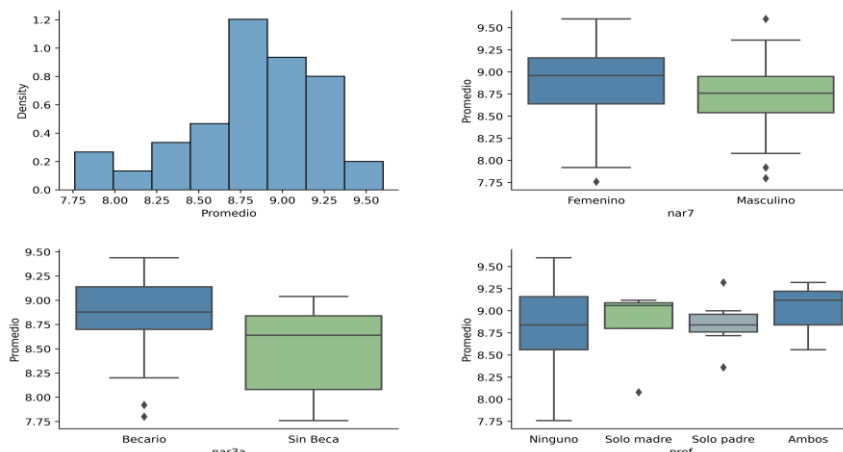 1.2
1.0
0.8
0.6
0.4
0.2
0.0
Density
7.75 8.00 8.25 8.50 8.75 9.00 9.25 9.50
Promedio
9.50
9.25
9.00
8.75
8.50
8.25
8.00
7.75
Promedio
Femenino Masculino
nar7
9.50
9.25
9.00
8.75
8.50
8.25
8.00
7.75
Promedio
Becario Sin Beca
nar3a
9.50
9.25
9.00
8.75
8.50
8.25
8.00
7.75
Promedio
Ninguno Solo madre Solo padre Ambos